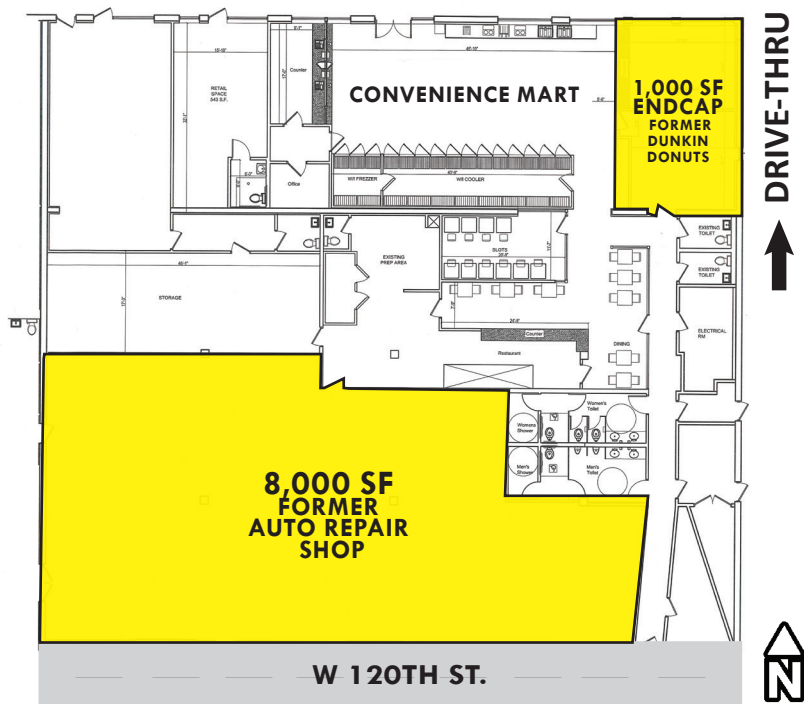 CONVENIENCE MART
1,000 SF
ENDCAP
FORMER
DUNKIN
DONUTS
DRIVE-THRU
RETAIL
SPACE
543 S.F.
Counter
Office
W/I FREZZER
W/I COOLER
EXISTING
TOILET
EXISTING
TOILET
SLOTS
EXISTING
PREP AREA
STORAGE
ELECTRICAL
RM
Counter
DINING
Restaurant
Women's
Toilet
Womens
Shower
Men's
Shower
Men's
Toilet
8,000 SF
FORMER
AUTO REPAIR
SHOP
W 120TH ST.
N